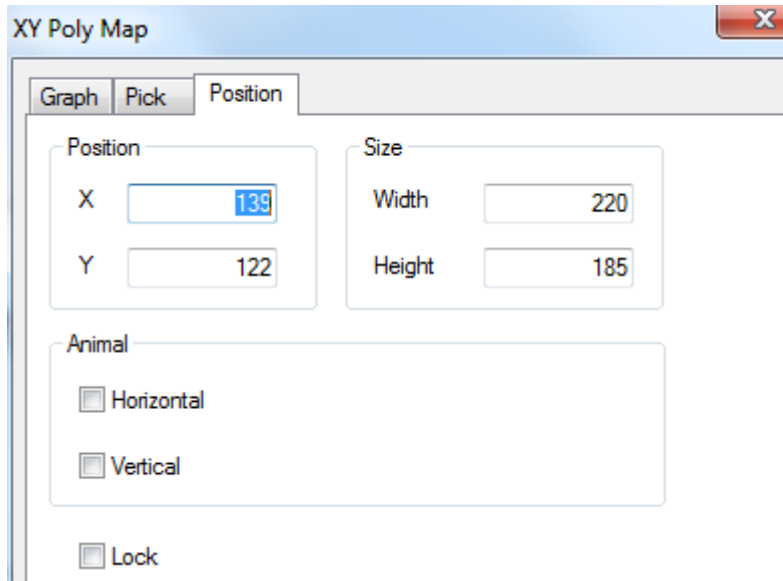 XY Poly Map
Graph Pick Position
Position Size
X 139 Width 220
Y 122 Height 185
Animal
Horizontal
Vertical
Lock